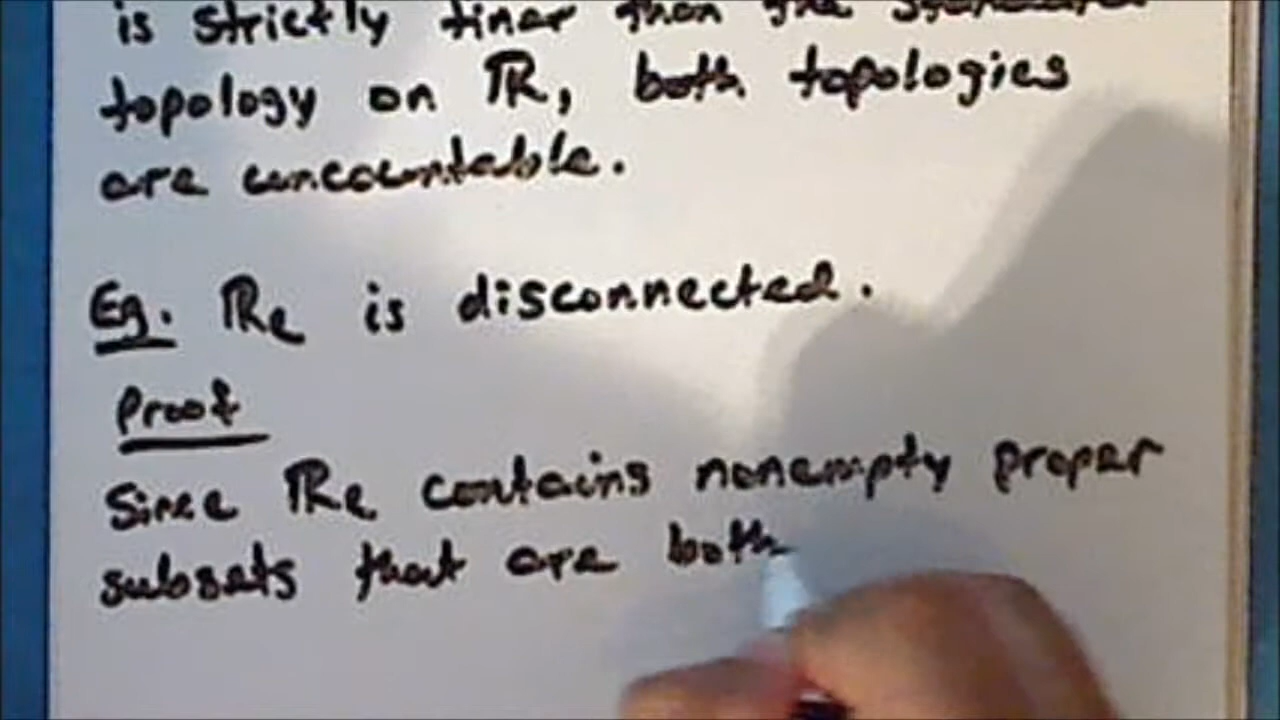 is strictly finer than the standard
topology on ℝ, both topologies
are uncountable.
Eg. ℝℓ is disconnected.
Proof
Since ℝℓ contains nonempty proper
subsets that are both